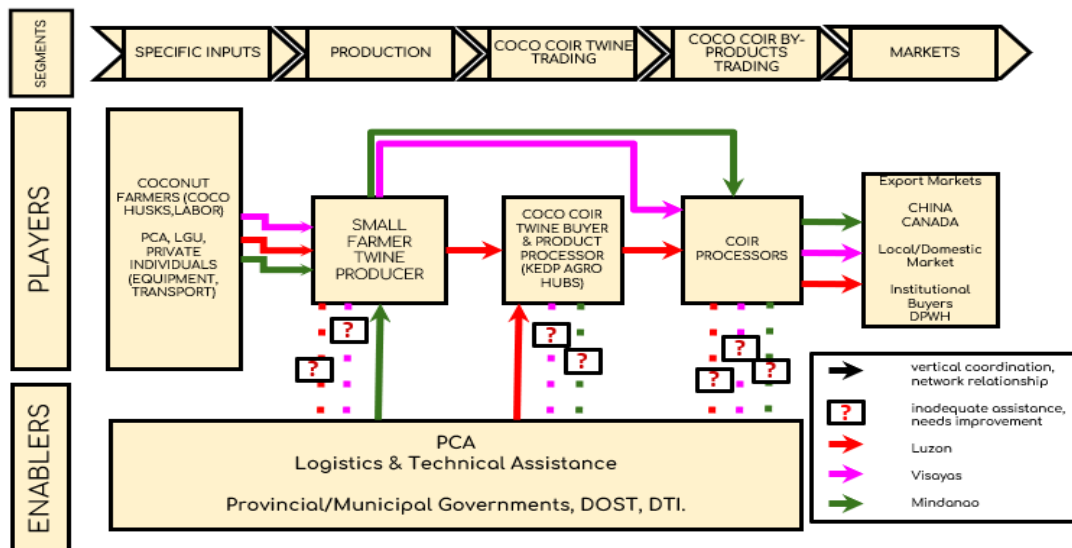 SEGMENTS
SPECIFIC INPUTS
PRODUCTION
COCO COIR TWINE
TRADING
COCO COIR BY-
PRODUCTS
TRADING
MARKETS
PLAYERS
COCONUT
FARMERS (COCO
HUSKS,LABOR)
PCA, LGU,
PRIVATE
INDIVIDUALS
(EQUIPMENT,
TRANSPORT)
SMALL
FARMER
TWINE
PRODUCER
COCO COIR
TWINE BUYER
& PRODUCT
PROCESSOR
(KEDP AGRO
HUBS)
COIR
PROCESSORS
Export Markets
CHINA
CANADA
Local/Domestic
Market
Institutional
Buyers
DPWH
?
?
?
?
?
?
?
ENABLERS
PCA
Logistics & Technical Assistance
Provincial/Municipal Governments, DOST, DTI.
vertical coordination,
network relationship
?
inadequate assistance,
needs improvement
Luzon
Visayas
Mindanao